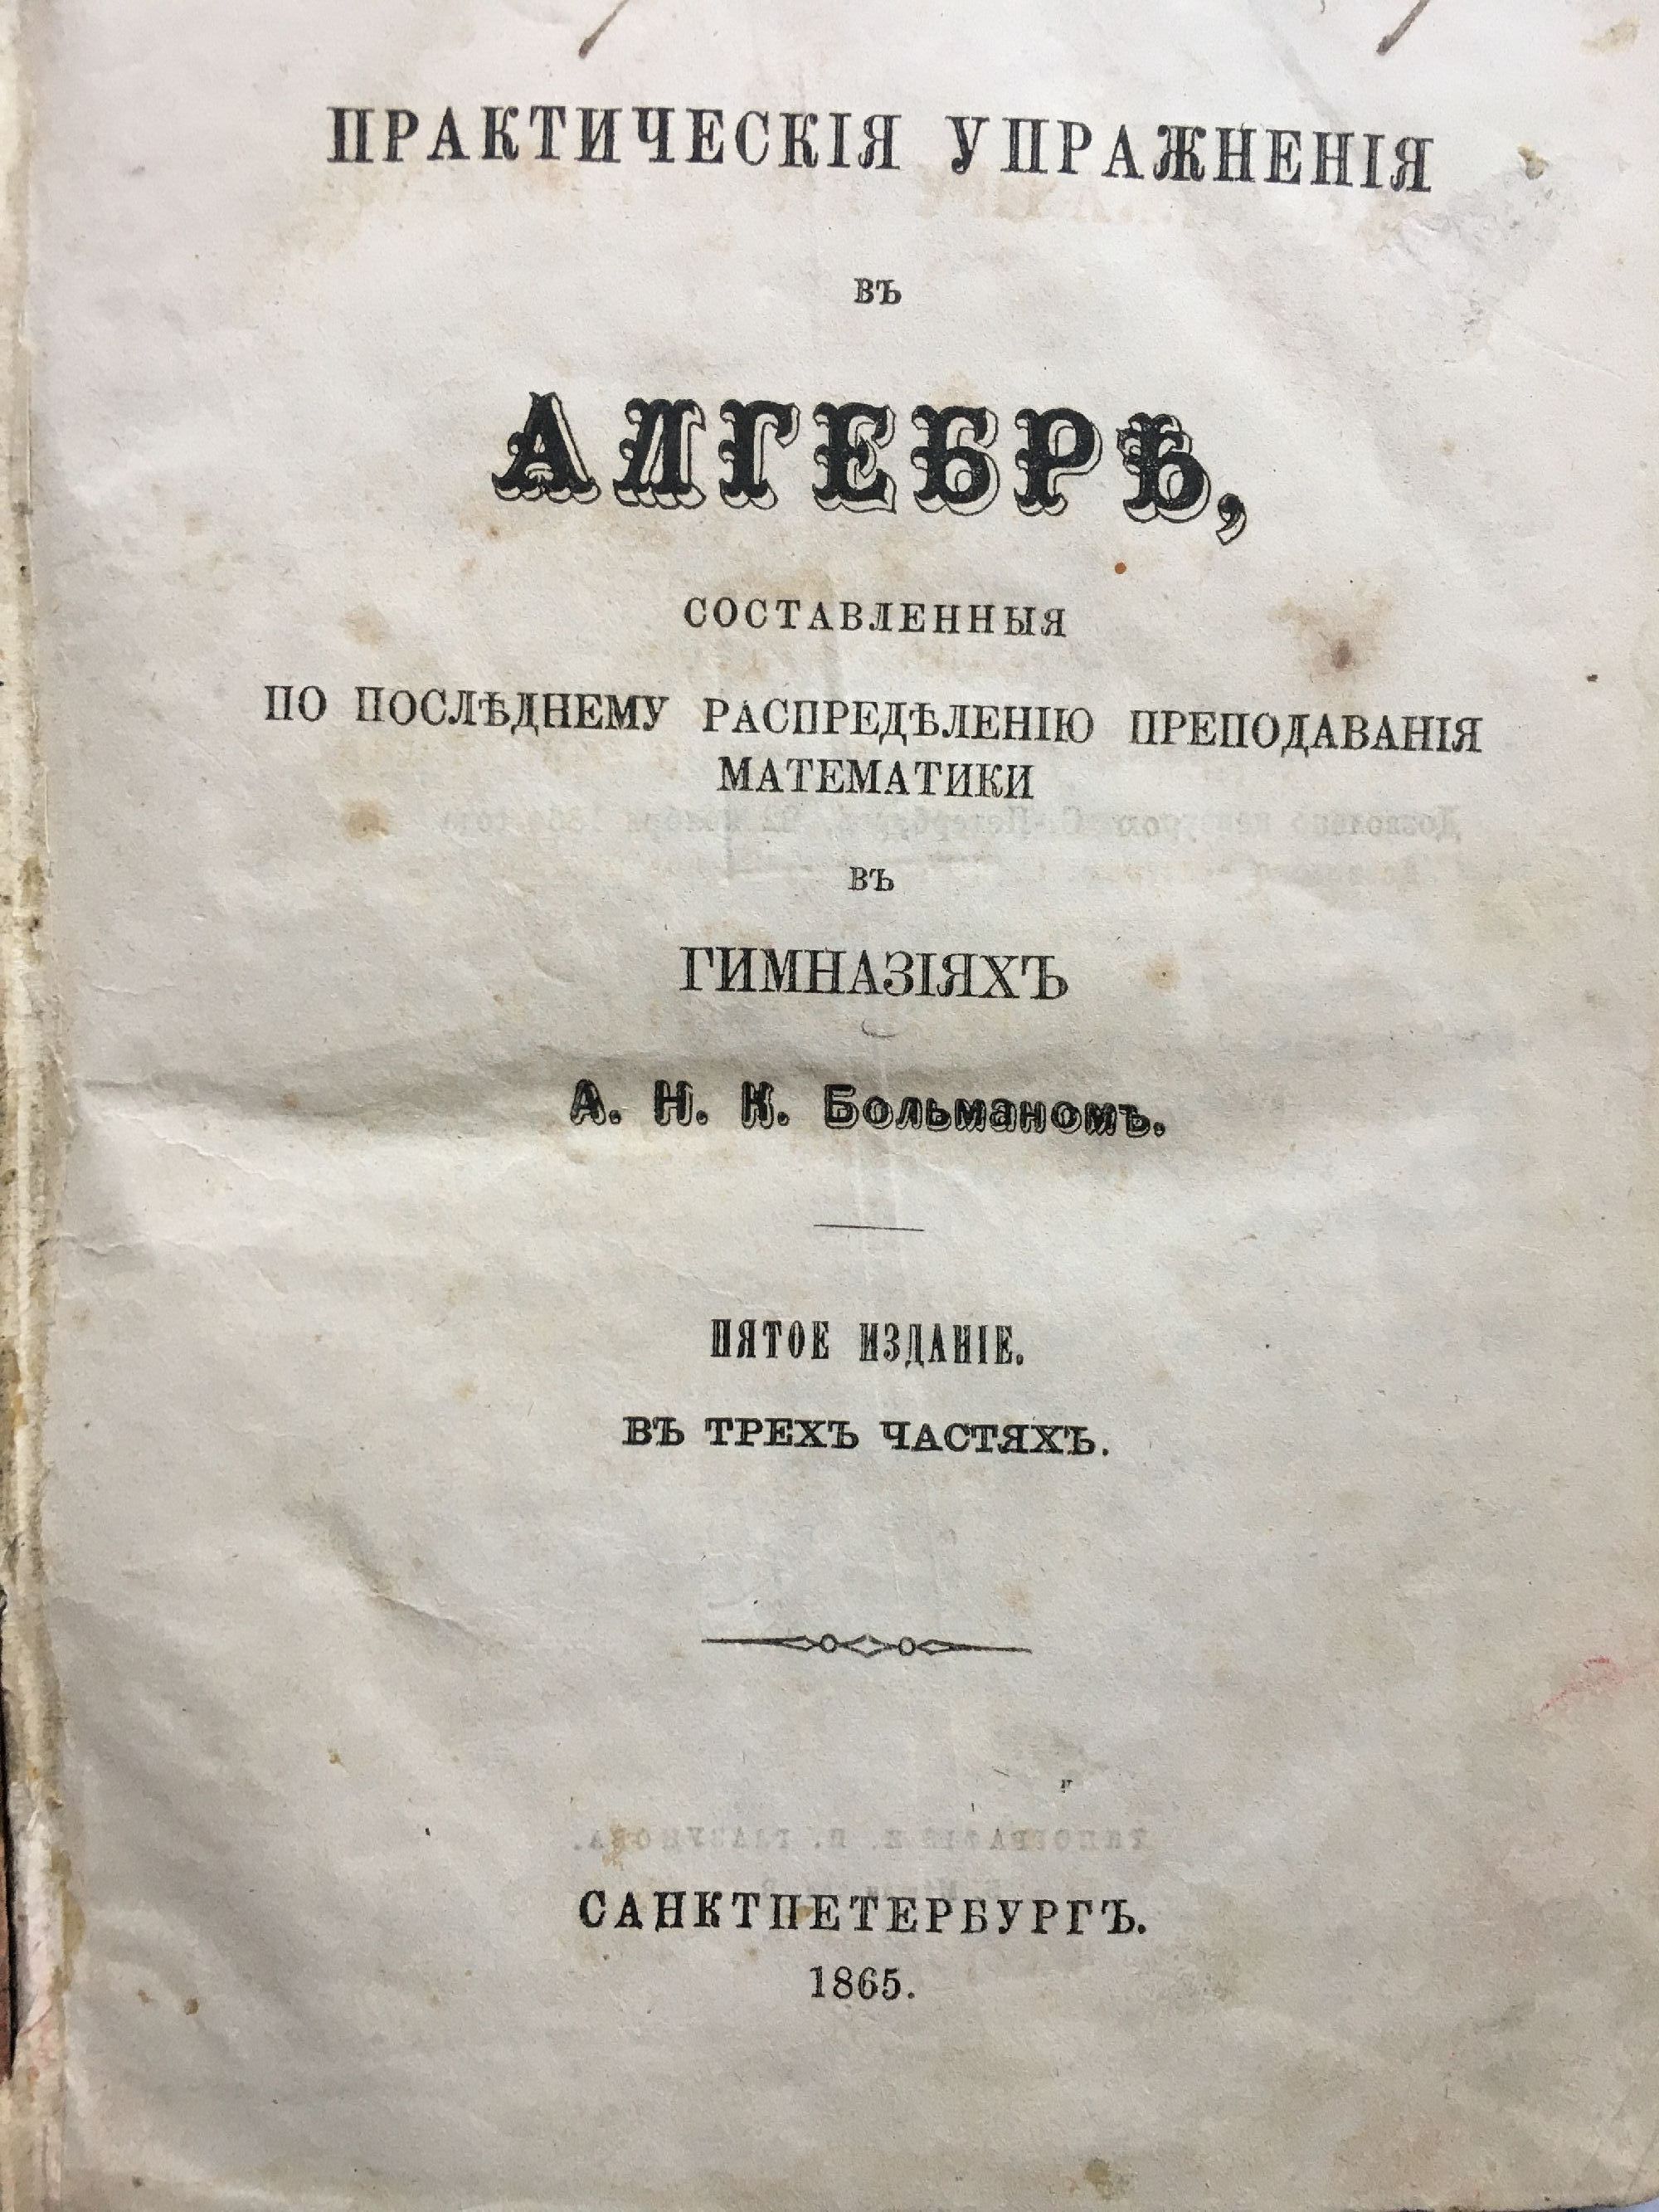 ПРАКТИЧЕСКІЯ УПРАЖНЕНІЯ
ВЪ
АЛГЕБРѢ,
СОСТАВЛЕННЫЯ
ПО ПОСЛѢДНЕМУ РАСПРЕДѢЛЕНІЮ ПРЕПОДАВАНІЯ
МАТЕМАТИКИ
ВЪ
ГИМНАЗІЯХЪ
А. Н. К. Больманомъ.
ПЯТОЕ ИЗДАНІЕ.
ВЪ ТРЕХЪ ЧАСТЯХЪ.
САНКТПЕТЕРБУРГЪ.
1865.